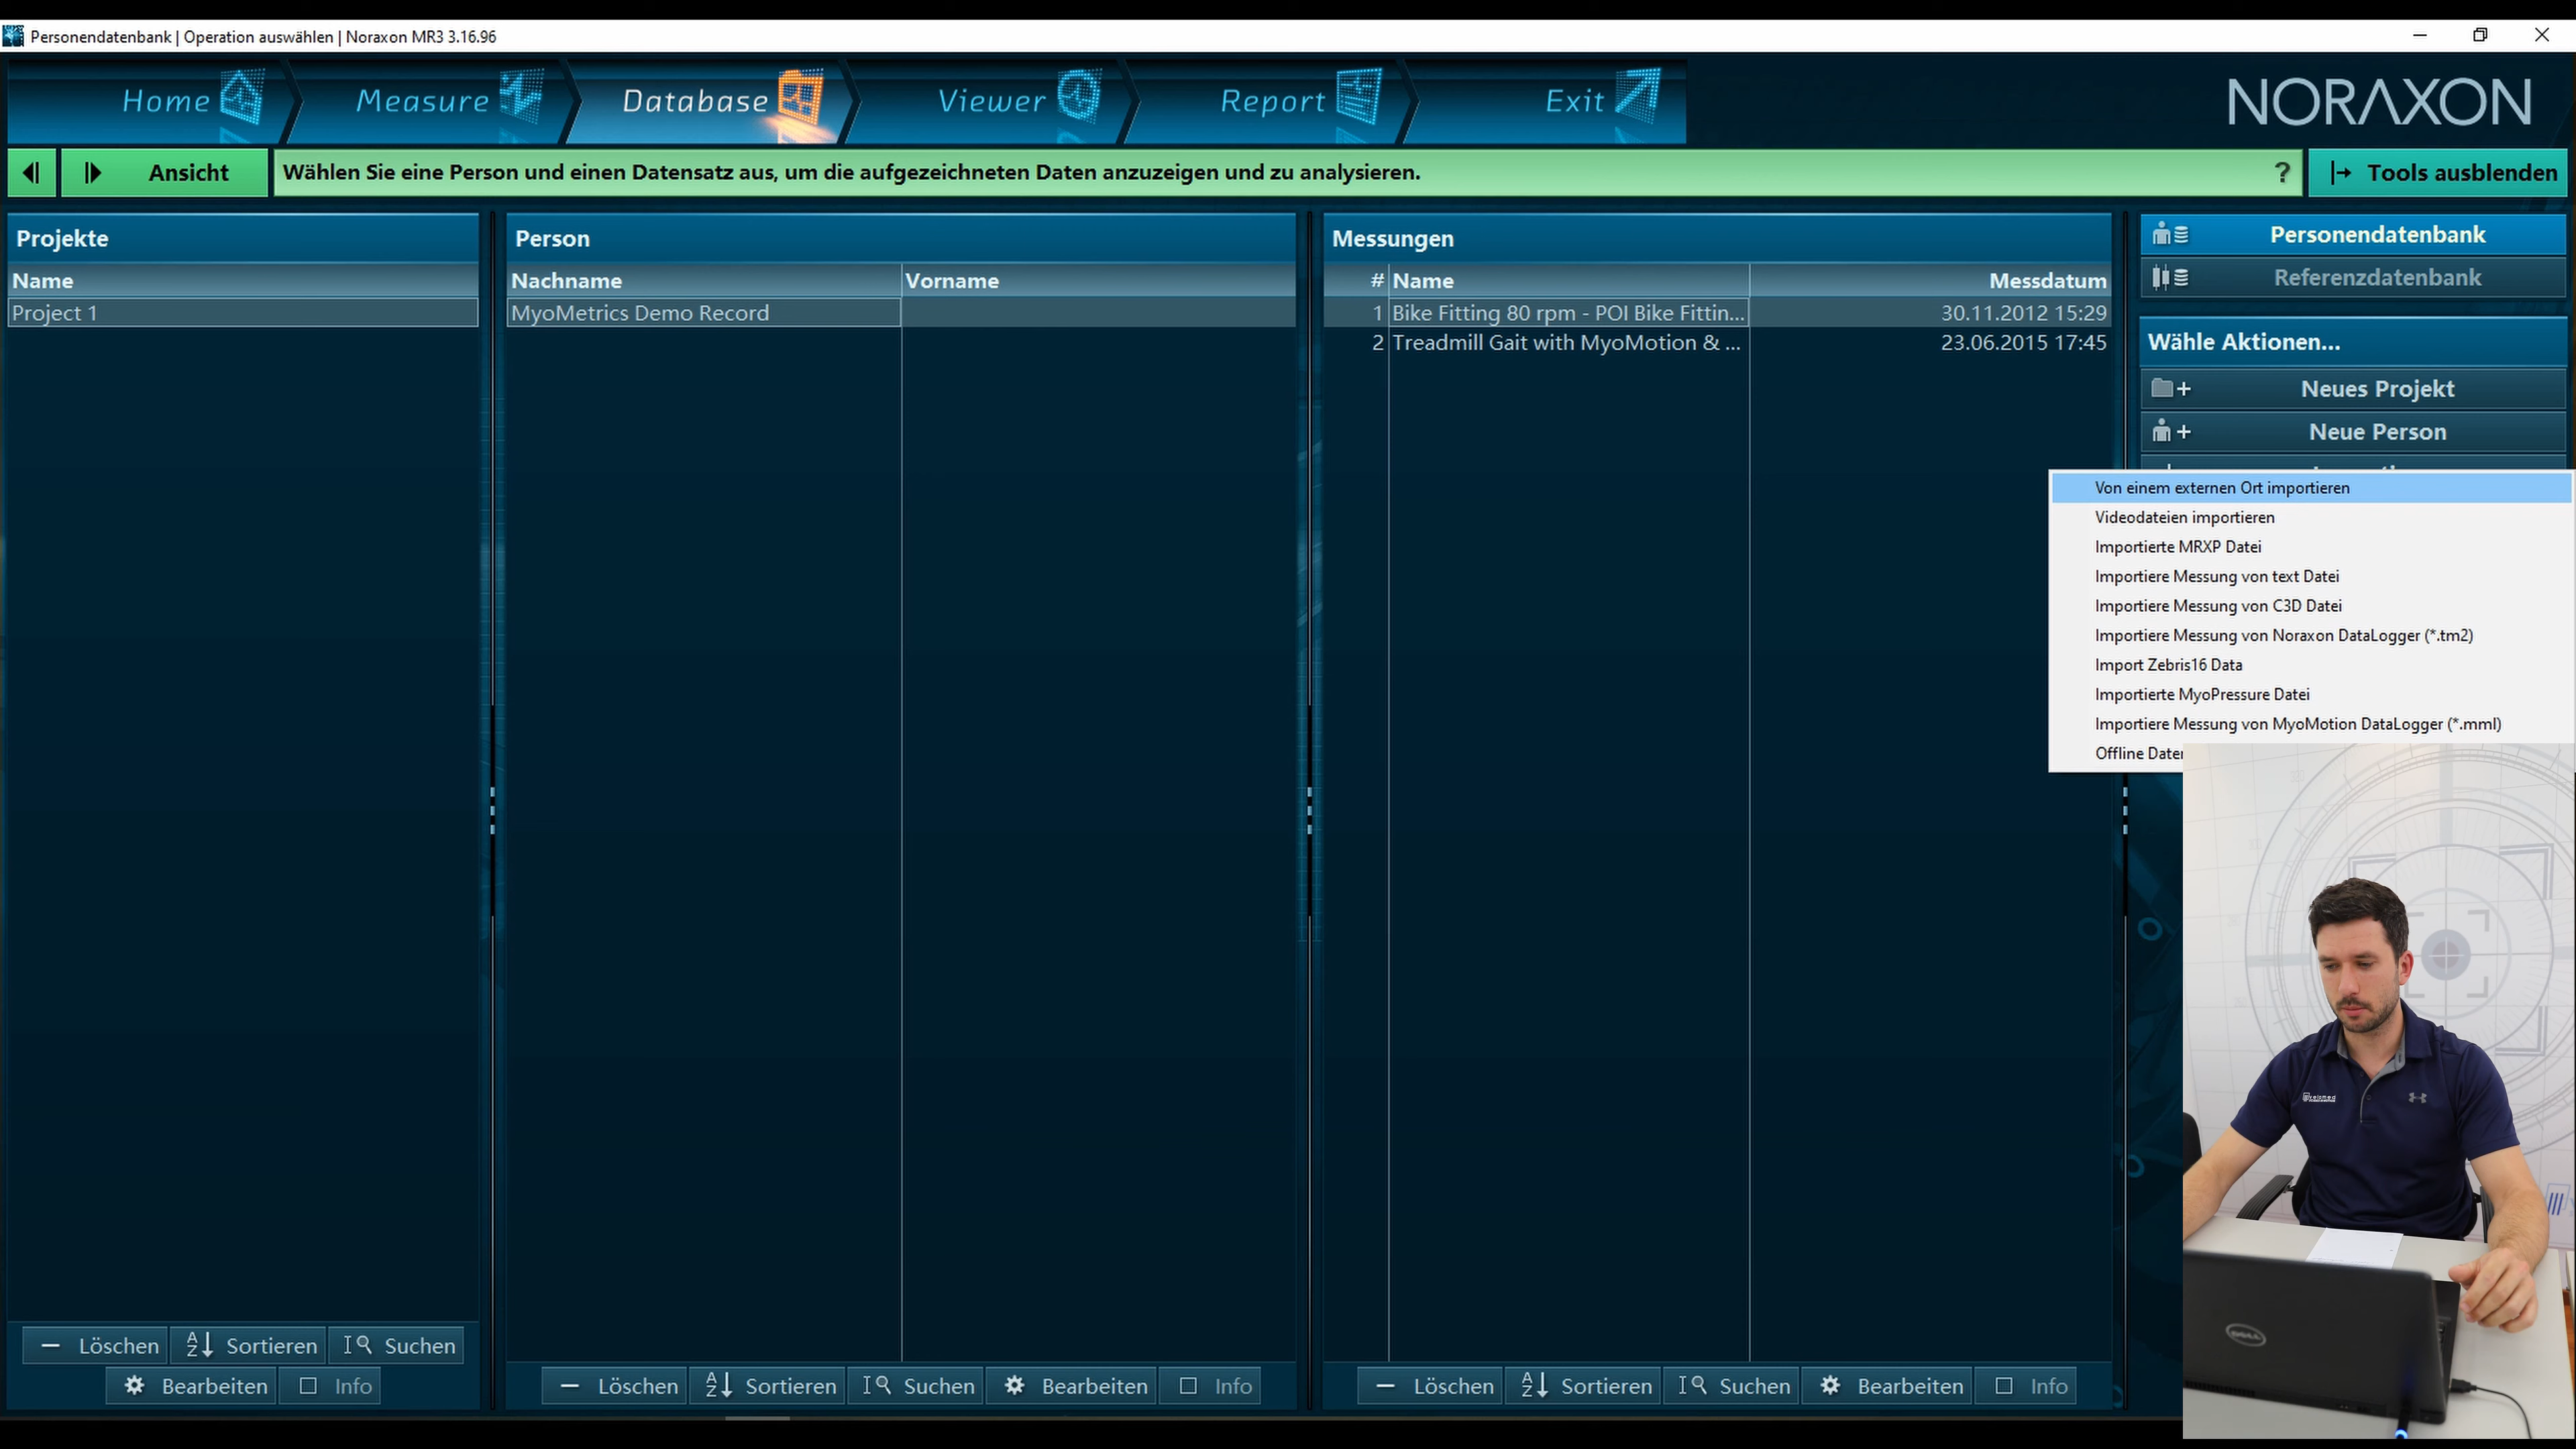 Personendatenbank | Operation auswählen | Noraxon MR3 3.16.96
Home
Measure
Database
Viewer
Report
Exit
NORAXON
Ansicht
Wählen Sie eine Person und einen Datensatz aus, um die aufgezeichneten Daten anzuzeigen und zu analysieren.
?
Tools ausblenden
Projekte
Name
Project 1
Person
Nachname Vorname
MyoMetrics Demo Record
Messungen
# Name Messdatum
1 Bike Fitting 80 rpm - POI Bike Fittin... 30.11.2012 15:29
2 Treadmill Gait with MyoMotion & ... 23.06.2015 17:45
Personendatenbank
Referenzdatenbank
Wähle Aktionen...
Neues Projekt
Neue Person
Von einem externen Ort importieren
Videodateien importieren
Importierte MRXP Datei
Importiere Messung von text Datei
Importiere Messung von C3D Datei
Importiere Messung von Noraxon DataLogger (*.tm2)
Import Zebris16 Data
Importierte MyoPressure Datei
Importiere Messung von MyoMotion DataLogger (*.mml)
Offline Daten
Löschen Sortieren Suchen
Bearbeiten Info
Löschen Sortieren Suchen Bearbeiten Info
Löschen Sortieren Suchen Bearbeiten Info
DELL